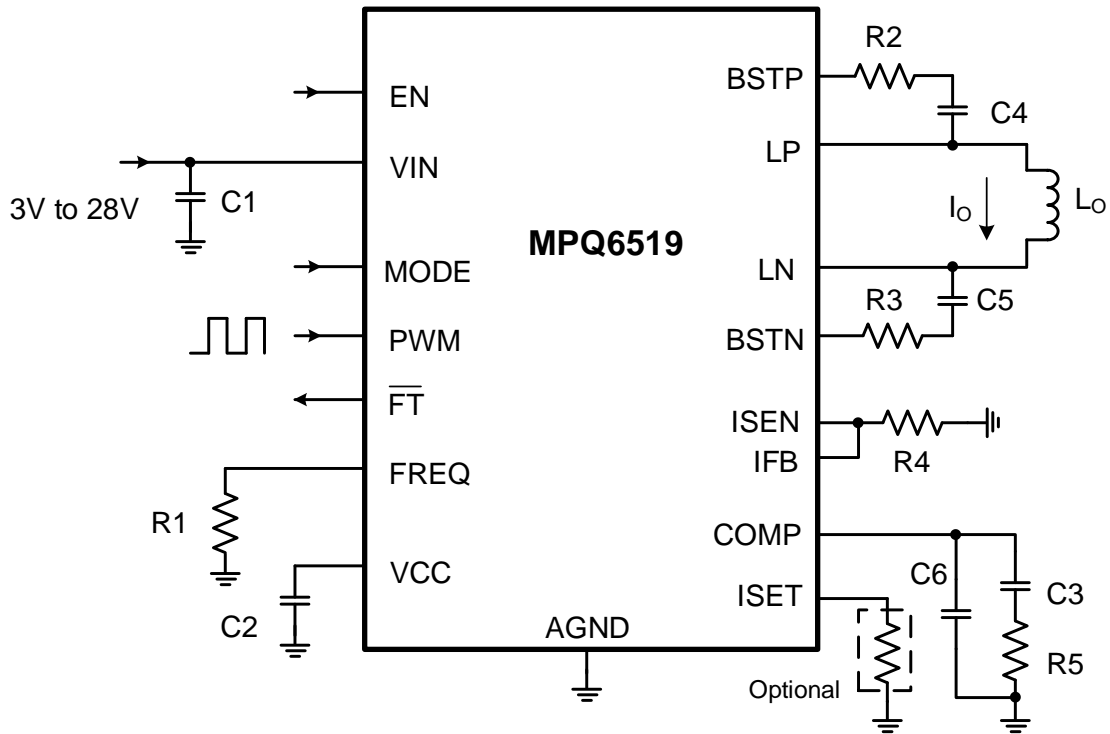 EN
VIN
3V to 28V
C1
MODE
PWM
FT
FREQ
R1
VCC
C2
MPQ6519
AGND
BSTP
R2
C4
LP
IO
LO
LN
C5
R3
BSTN
ISEN
IFB
R4
COMP
C6
C3
ISET
R5
Optional